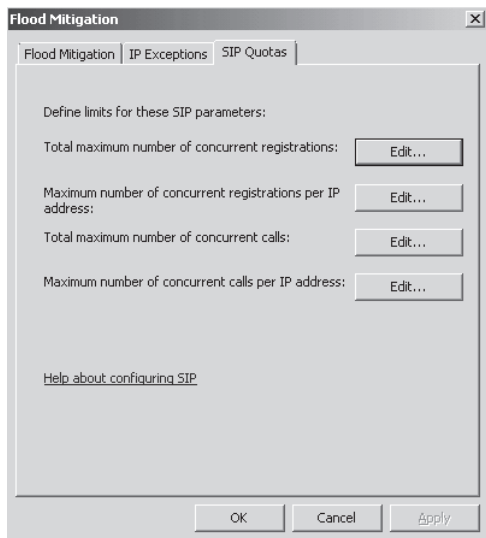 Flood Mitigation
Flood Mitigation IP Exceptions SIP Quotas
Define limits for these SIP parameters:
Total maximum number of concurrent registrations: Edit...
Maximum number of concurrent registrations per IP
address: Edit...
Total maximum number of concurrent calls: Edit...
Maximum number of concurrent calls per IP address: Edit...
Help about configuring SIP
OK Cancel Apply